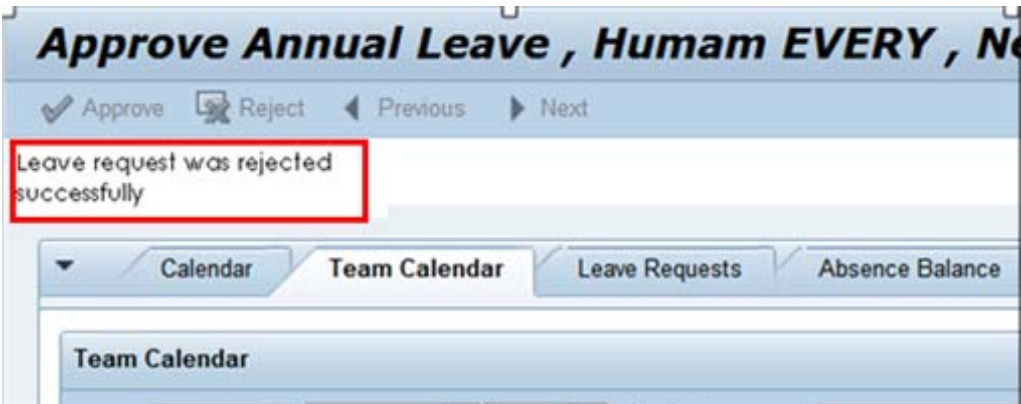 Approve Annual Leave , Humam EVERY ,
Approve Reject Previous Next
Leave request was rejected
successfully
Calendar Team Calendar Leave Requests Absence Balance
Team Calendar